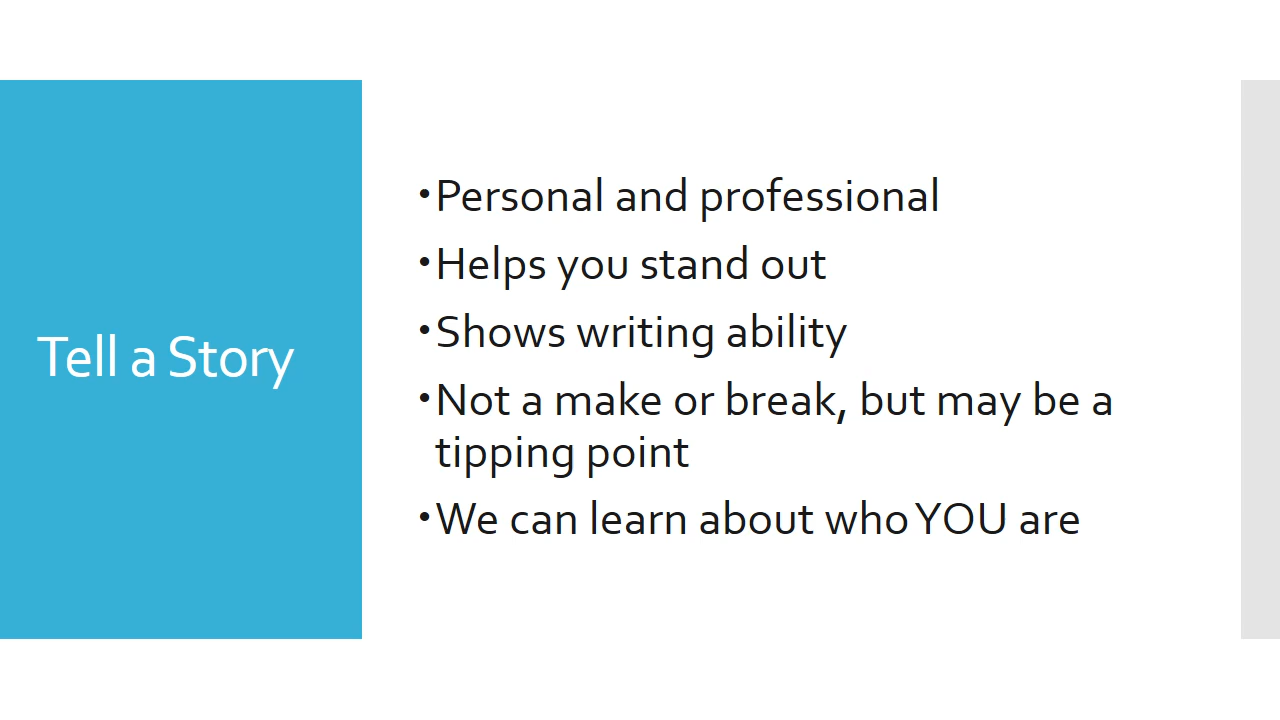 Tell a Story
•Personal and professional
•Helps you stand out
•Shows writing ability
•Not a make or break, but may be a
tipping point
•We can learn about who YOU are